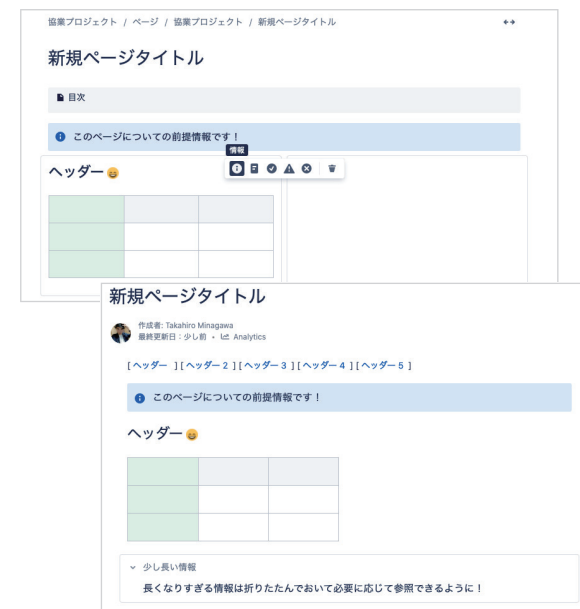 協業プロジェクト / ページ / 協業プロジェクト / 新規ページタイトル
新規ページタイトル
目次
このページについての前提情報です！
情報
ヘッダー😄
新規ページタイトル
作成者: Takahiro Minagawa
最終更新日：少し前 • Analytics
[ ヘッダー ] [ ヘッダー 2 ] [ ヘッダー 3 ] [ ヘッダー 4 ] [ ヘッダー 5 ]
このページについての前提情報です！
ヘッダー😄
少し長い情報
長くなりすぎる情報は折りたたんでおいて必要に応じて参照できるように！